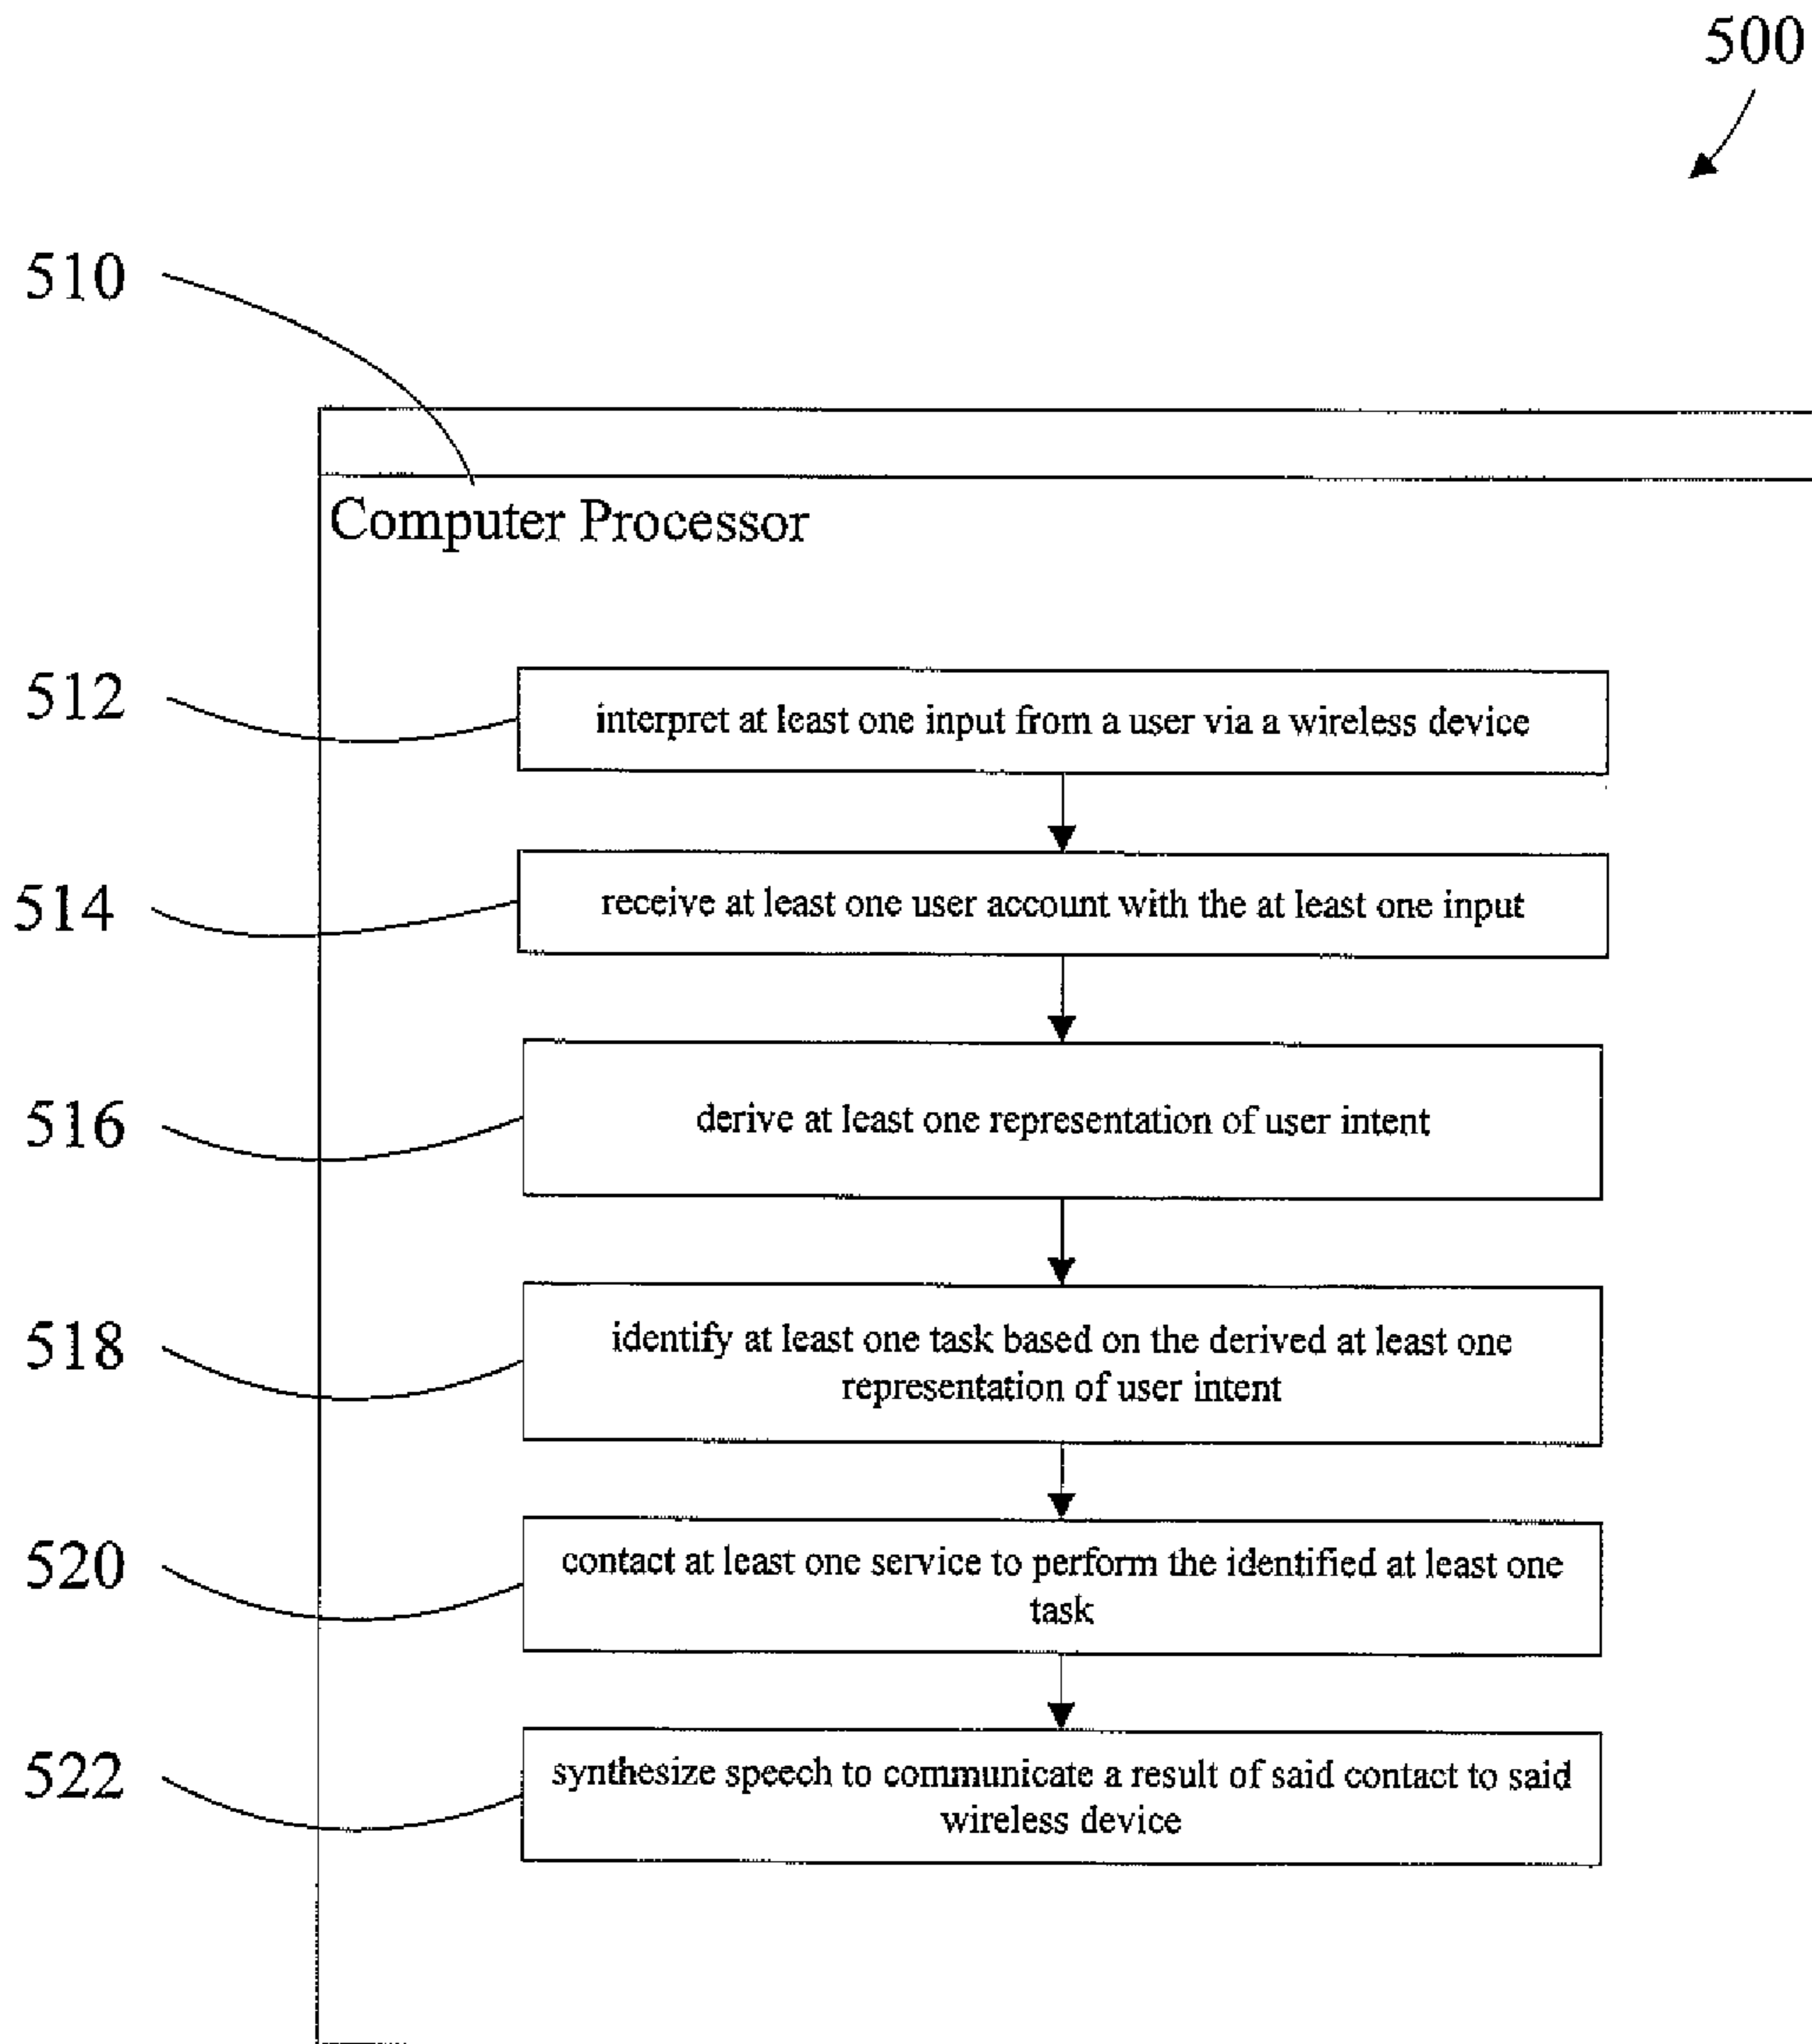 500
510
Computer Processor
512
interpret at least one input from a user via a wireless device
514
receive at least one user account with the at least one input
516
derive at least one representation of user intent
518
identify at least one task based on the derived at least one
representation of user intent
520
contact at least one service to perform the identified at least one
task
522
synthesize speech to communicate a result of said contact to said
wireless device